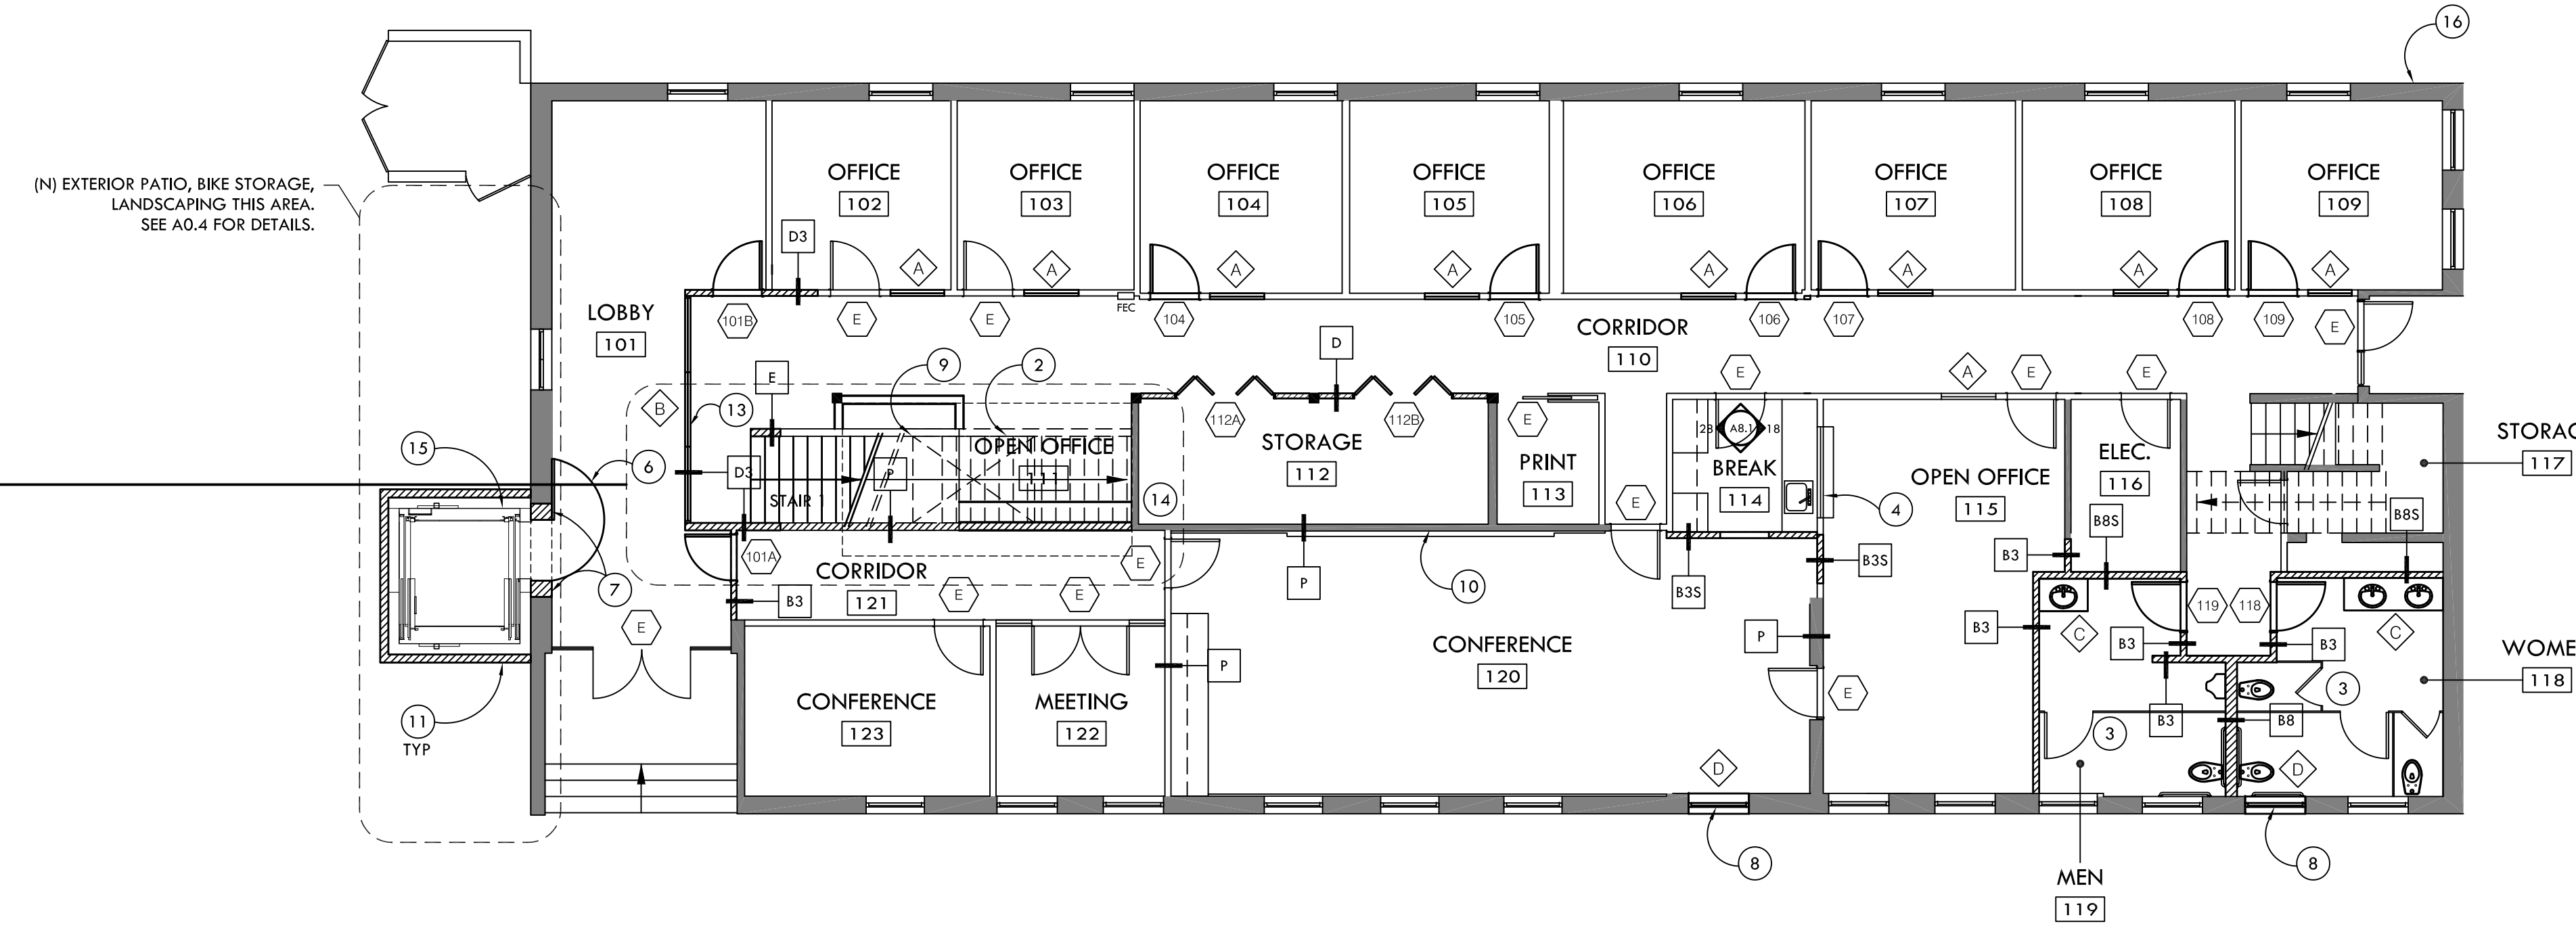 16
(N) EXTERIOR PATIO, BIKE STORAGE,
LANDSCAPING THIS AREA.
SEE A0.4 FOR DETAILS.
OFFICE
102
OFFICE
103
OFFICE
104
OFFICE
105
OFFICE
106
OFFICE
107
OFFICE
108
OFFICE
109
D3
A
A
A
A
A
A
A
A
LOBBY
101
101B
E
E
FEC
104
105
CORRIDOR
110
106
107
108
109
E
E
9
2
D
E
A
E
E
B
13
112A
112B
E
28
A8.1
18
15
6
D3
P
OPEN OFFICE
111
STAIR 1
14
STORAGE
112
PRINT
113
E
BREAK
114
4
OPEN OFFICE
115
ELEC.
116
B8S
B8S
STORAG
117
7
101A
CORRIDOR
121
E
P
10
B3S
B3S
B3
B3
E
E
E
B3
C
B3
119
118
B3
C
11
TYP
CONFERENCE
123
MEETING
122
P
CONFERENCE
120
P
E
D
3
B3
B8
3
D
WOME
118
8
8
MEN
119